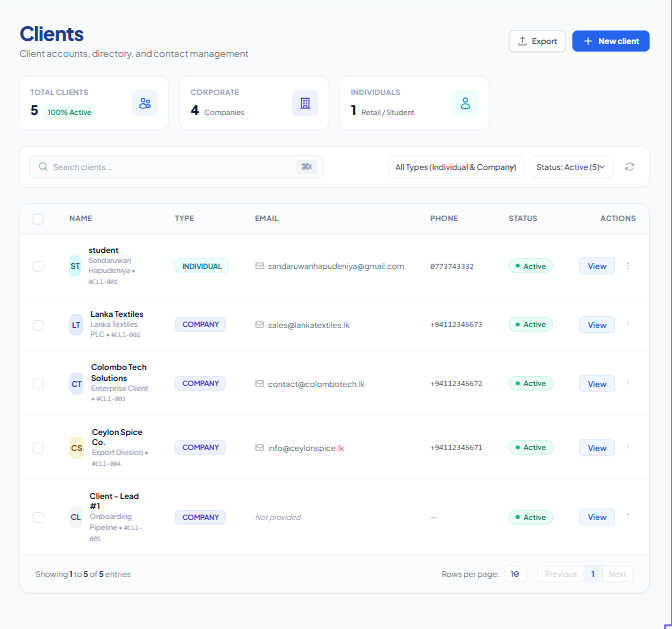 Clients
Client accounts, directory, and contact management
Export
New client
TOTAL CLIENTS
5 100% Active
CORPORATE
4 Companies
INDIVIDUALS
1 Retail / Student
Search clients...
⌘K
All Types (Individual & Company)
Status: Active (5)
NAME TYPE EMAIL PHONE STATUS ACTIONS
ST
student
Sandaruwan
Hapudeniya •
#CLI-001
INDIVIDUAL
sandaruwanhapudeniya@gmail.com
0773743332
Active
View
LT
Lanka Textiles
Lanka Textiles
PLC • #CLI-002
COMPANY
sales@lankatextiles.lk
+94112345673
Active
View
CT
Colombo Tech
Solutions
Enterprise Client
• #CLI-003
COMPANY
contact@colombotech.lk
+94112345672
Active
View
CS
Ceylon Spice
Co.
Export Division •
#CLI-004
COMPANY
info@ceylonspice.lk
+94112345671
Active
View
CL
Client - Lead
#1
Onboarding
Pipeline • #CLI-
005
COMPANY
Not provided
—
Active
View
Showing 1 to 5 of 5 entries
Rows per page: 10
Previous 1 Next